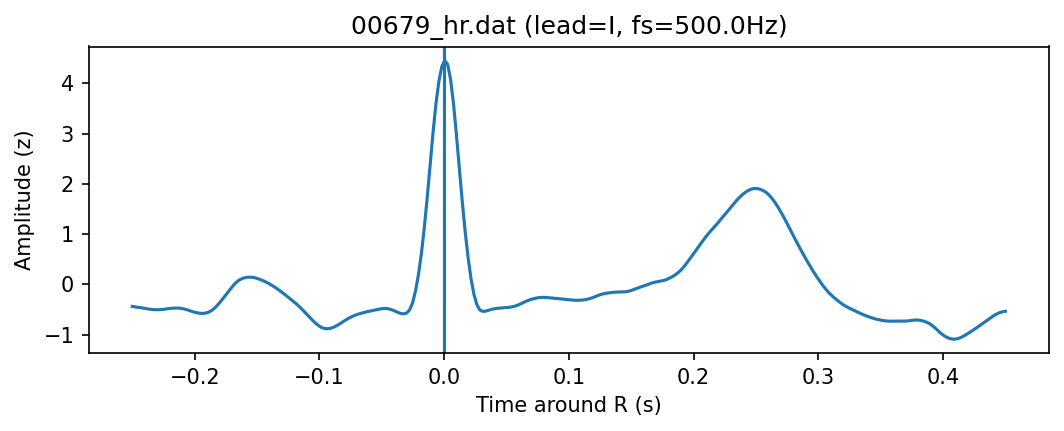 00679_hr.dat (lead=I, fs=500.0Hz)
Amplitude (z)
4
3
2
1
0
−1
−0.2 −0.1 0.0 0.1 0.2 0.3 0.4
Time around R (s)